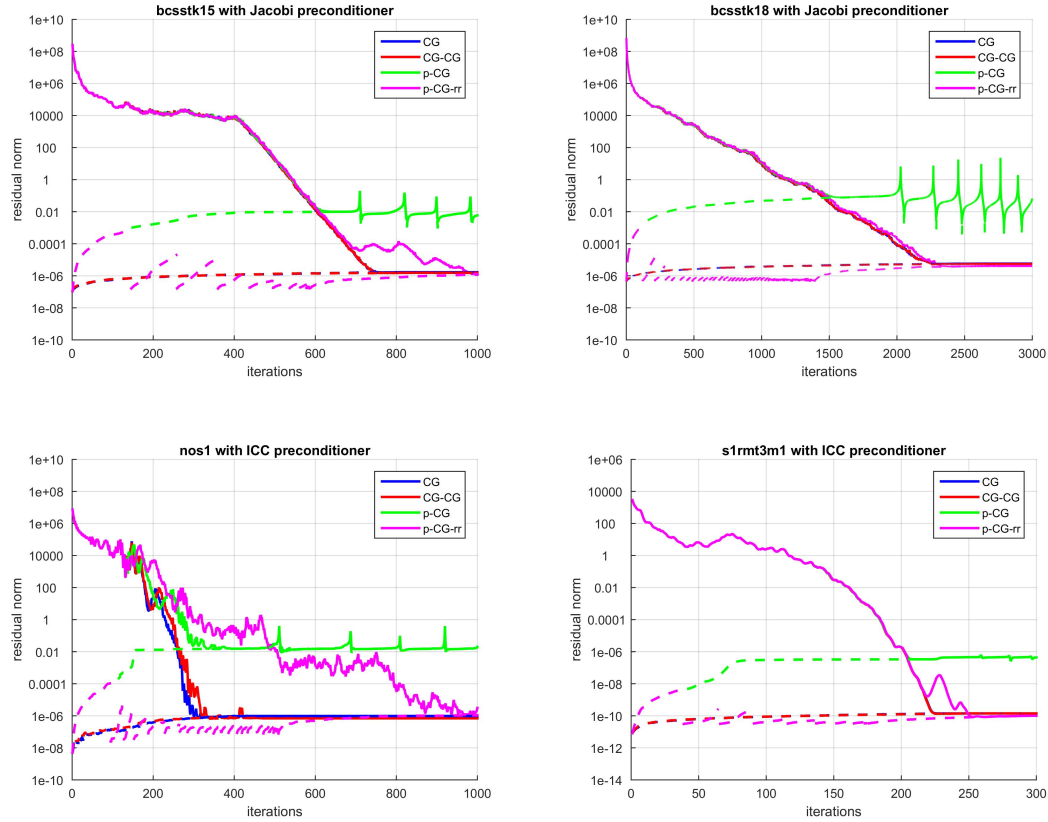 bcsstk15 with Jacobi preconditioner
1e+10
1e+08
1e+06
10000
100
1
0.01
0.0001
1e-06
1e-08
1e-10
residual norm
0
200
400
600
800
1000
iterations
CG
CG-CG
p-CG
p-CG-rr
bcsstk18 with Jacobi preconditioner
1e+10
1e+08
1e+06
10000
100
1
0.01
0.0001
1e-06
1e-08
1e-10
residual norm
0
500
1000
1500
2000
2500
3000
iterations
CG
CG-CG
p-CG
p-CG-rr
nos1 with ICC preconditioner
1e+10
1e+08
1e+06
10000
100
1
0.01
0.0001
1e-06
1e-08
1e-10
residual norm
0
200
400
600
800
1000
iterations
CG
CG-CG
p-CG
p-CG-rr
s1rmt3m1 with ICC preconditioner
1e+06
10000
100
1
0.01
0.0001
1e-06
1e-08
1e-10
1e-12
1e-14
residual norm
0
50
100
150
200
250
300
iterations
CG
CG-CG
p-CG
p-CG-rr